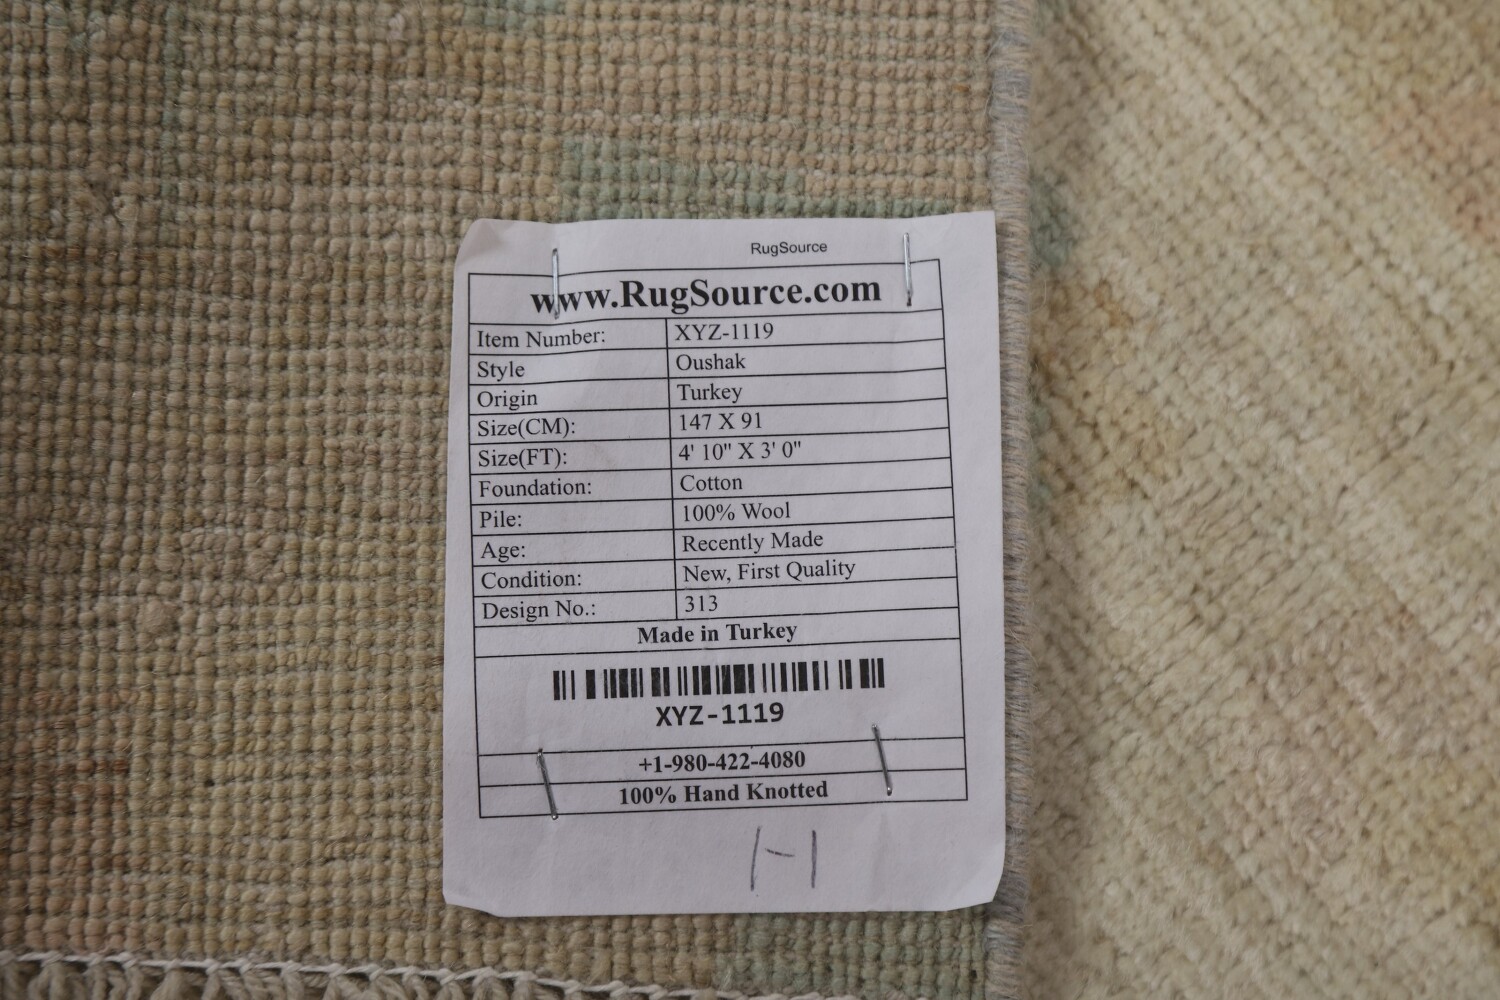 RugSource
www.RugSource.com
Item Number: XYZ-1119
Style Oushak
Origin Turkey
Size(CM): 147 X 91
Size(FT): 4' 10" X 3' 0"
Foundation: Cotton
Pile: 100% Wool
Age: Recently Made
Condition: New, First Quality
Design No.: 313
Made in Turkey
XYZ-1119
+1-980-422-4080
100% Hand Knotted